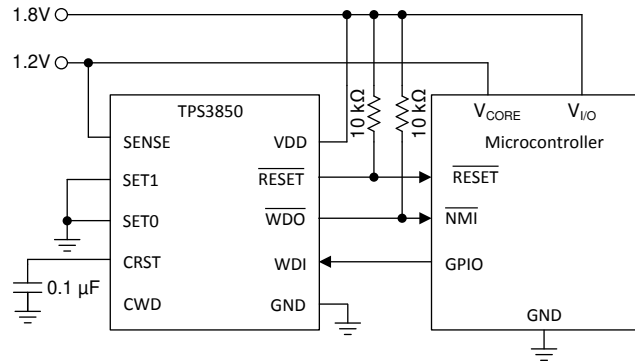 1.8V
1.2V
TPS3850
SENSE
SET1
SET0
CRST
CWD
VDD
RESET
WDO
WDI
GND
0.1 µF
10 kΩ
10 kΩ
VCORE
VI/O
Microcontroller
RESET
NMI
GPIO
GND